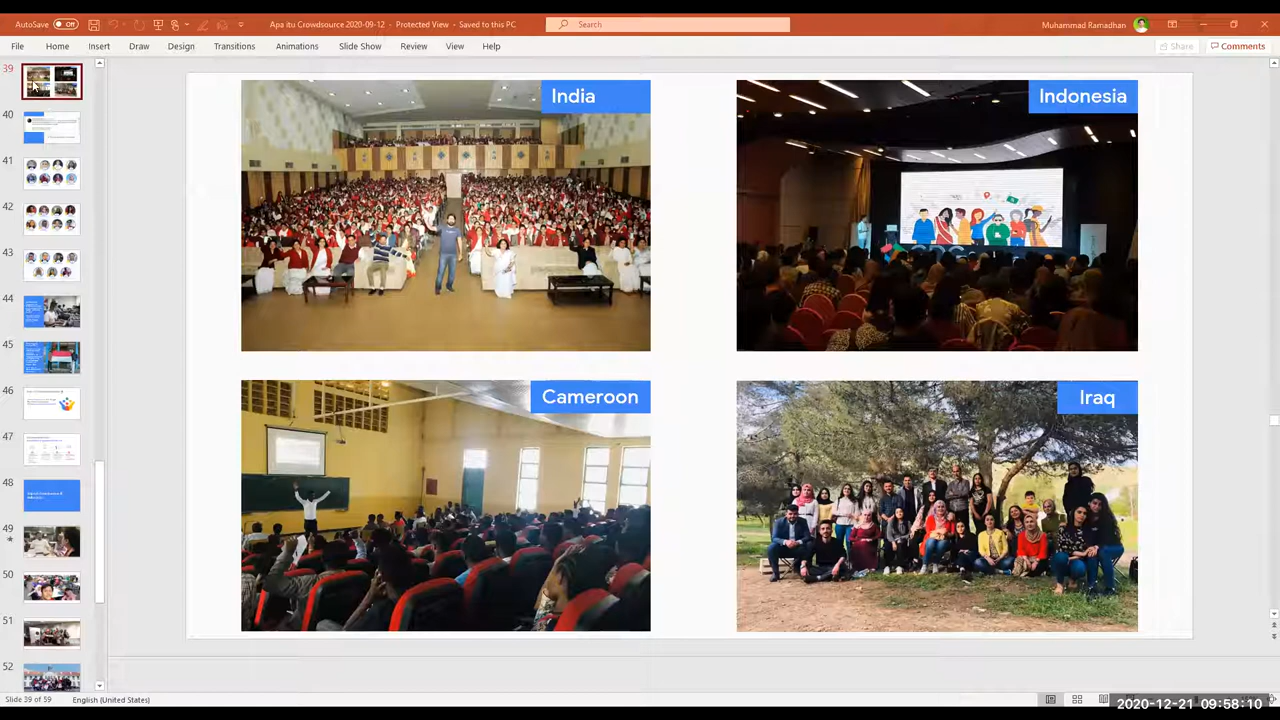 AutoSave Off
Apa itu Crowdsource 2020-09-12 - Protected View - Saved to this PC
Search
Muhammad Ramadhan
File Home Insert Draw Design Transitions Animations Slide Show Review View Help
Share Comments
39
India
Indonesia
40
41
42
43
44
45
Cameroon
Iraq
46
47
48
49
50
51
52
Slide 39 of 59 English (United States)
2020-12-21 09:58:10